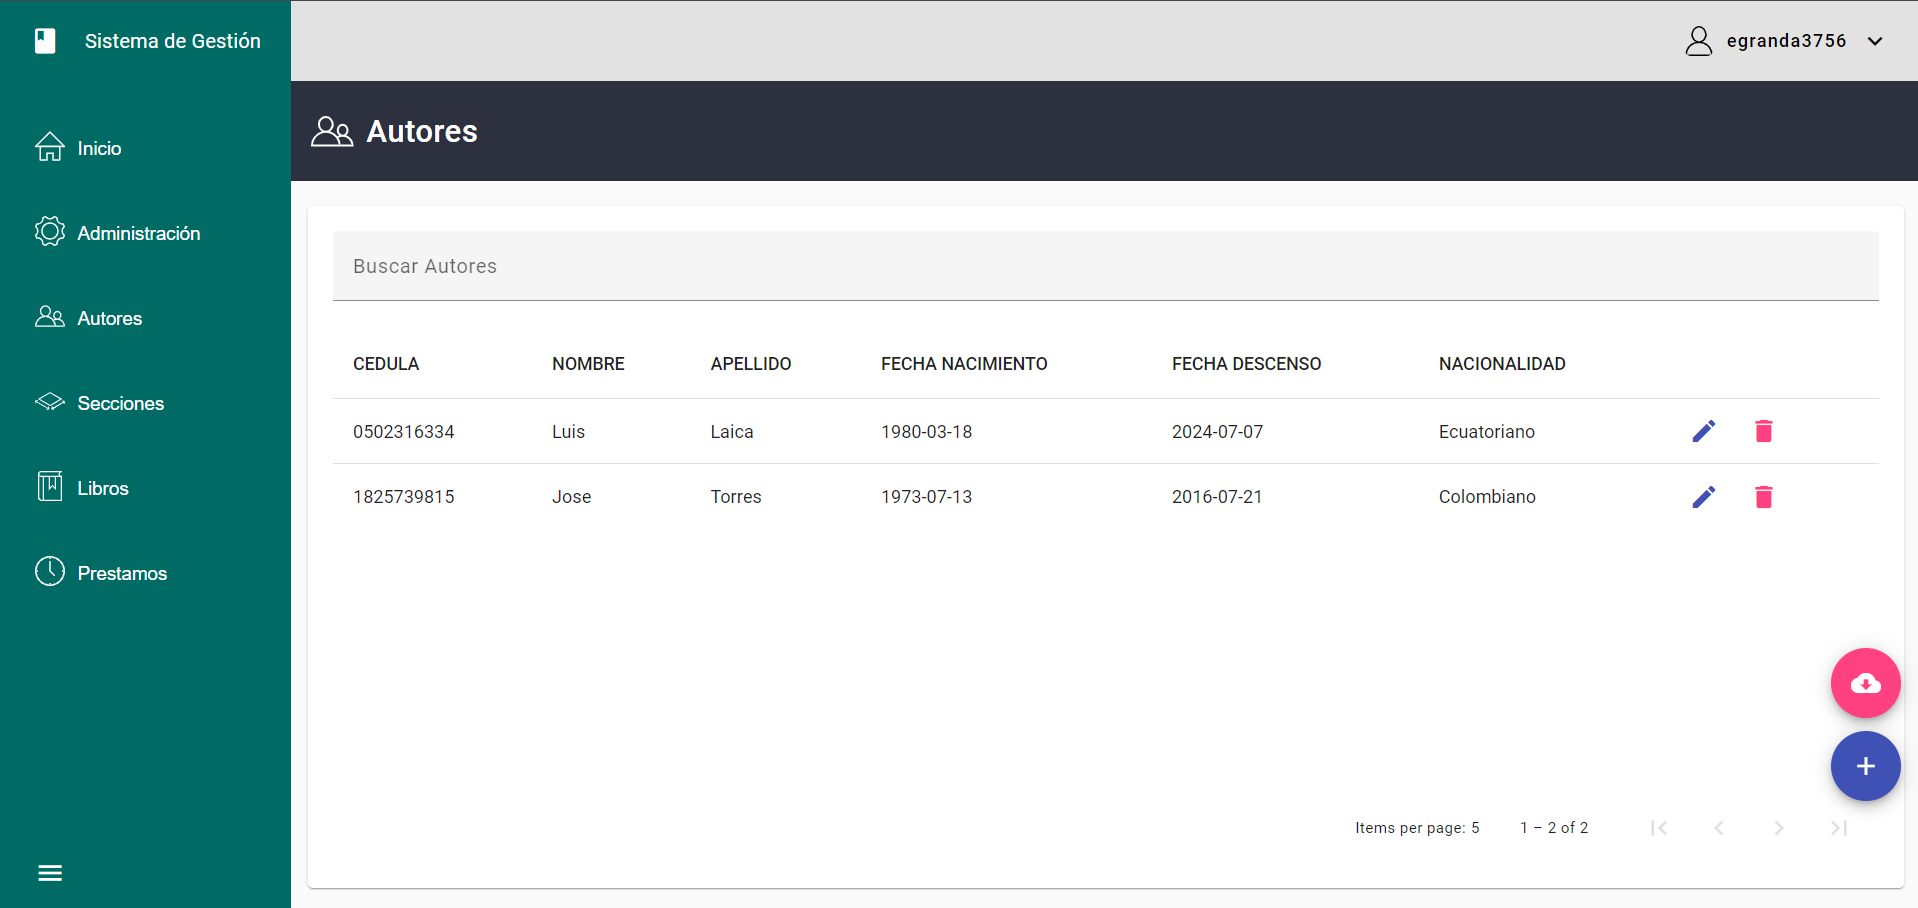 Sistema de Gestión
egranda3756
Inicio
Administración
Autores
Secciones
Libros
Prestamos
Autores
Buscar Autores
CEDULA NOMBRE APELLIDO FECHA NACIMIENTO FECHA DESCENSO NACIONALIDAD
0502316334 Luis Laica 1980-03-18 2024-07-07 Ecuatoriano
1825739815 Jose Torres 1973-07-13 2016-07-21 Colombiano
Items per page: 5 1 – 2 of 2